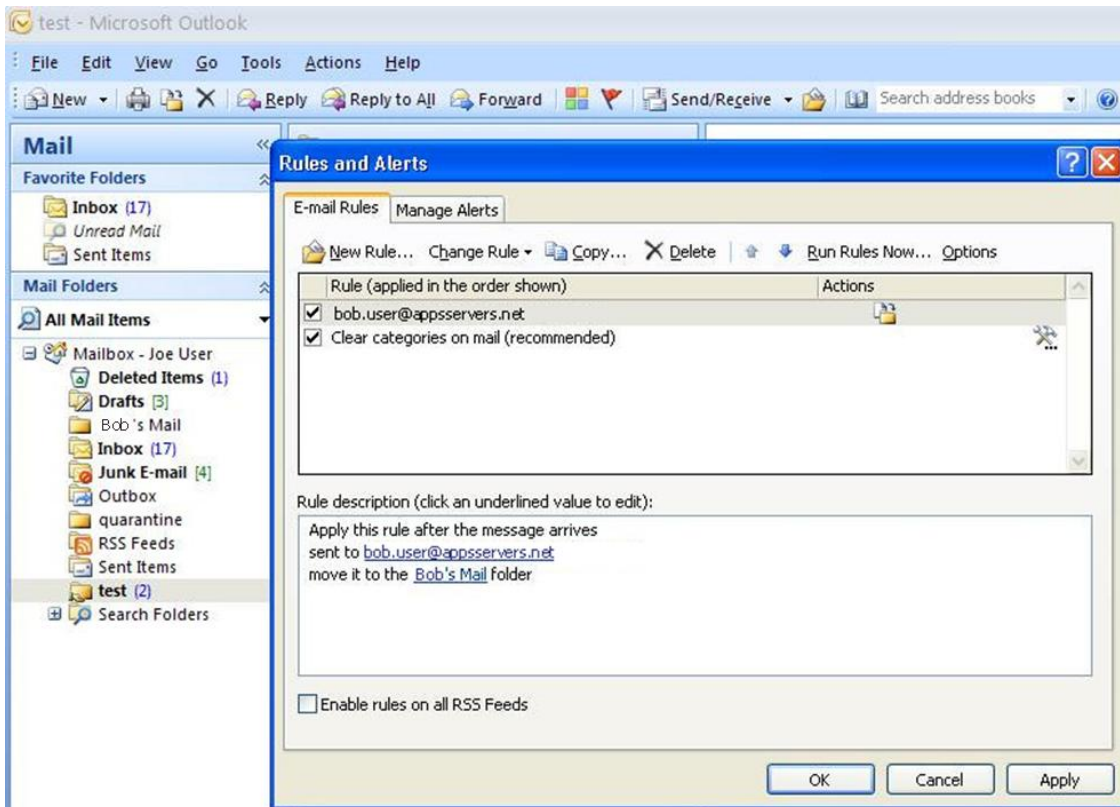 test - Microsoft Outlook
File Edit View Go Tools Actions Help
New Reply Reply to All Forward Send/Receive Search address books
Mail
Favorite Folders
Inbox (17)
Unread Mail
Sent Items
Mail Folders
All Mail Items
Mailbox - Joe User
Deleted Items (1)
Drafts [3]
Bob's Mail
Inbox (17)
Junk E-mail [4]
Outbox
quarantine
RSS Feeds
Sent Items
test (2)
Search Folders
Rules and Alerts
E-mail Rules Manage Alerts
New Rule... Change Rule Copy... Delete Run Rules Now... Options
Rule (applied in the order shown) Actions
bob.user@appsservers.net
Clear categories on mail (recommended)
Rule description (click an underlined value to edit):
Apply this rule after the message arrives
sent to bob.user@appsservers.net
move it to the Bob's Mail folder
Enable rules on all RSS Feeds
OK Cancel Apply